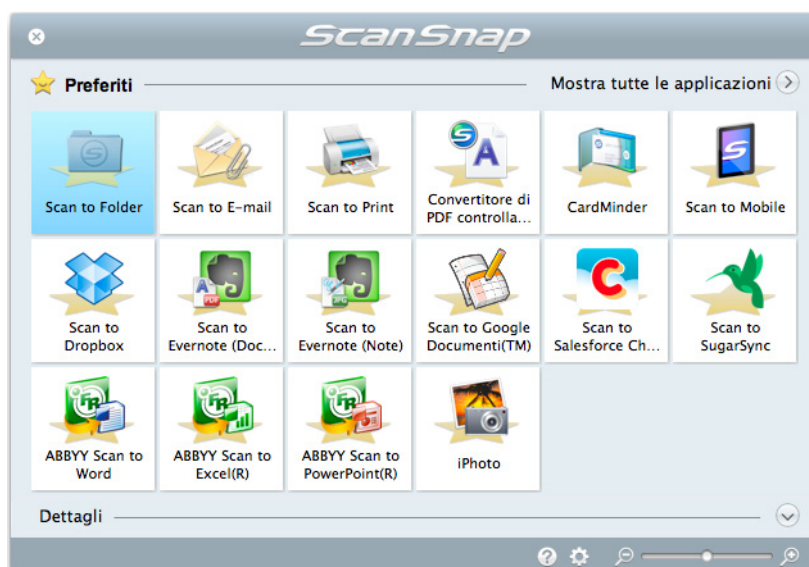 ScanSnap
Preferiti
Mostra tutte le applicazioni
Scan to Folder
Scan to E-mail
Scan to Print
Convertitore di
PDF controlla...
CardMinder
Scan to Mobile
Scan to
Dropbox
Scan to
Evernote (Doc...
Scan to
Evernote (Note)
Scan to Google
Documenti(TM)
Scan to
Salesforce Ch...
Scan to
SugarSync
ABBYY Scan to
Word
ABBYY Scan to
Excel(R)
ABBYY Scan to
PowerPoint(R)
iPhoto
Dettagli